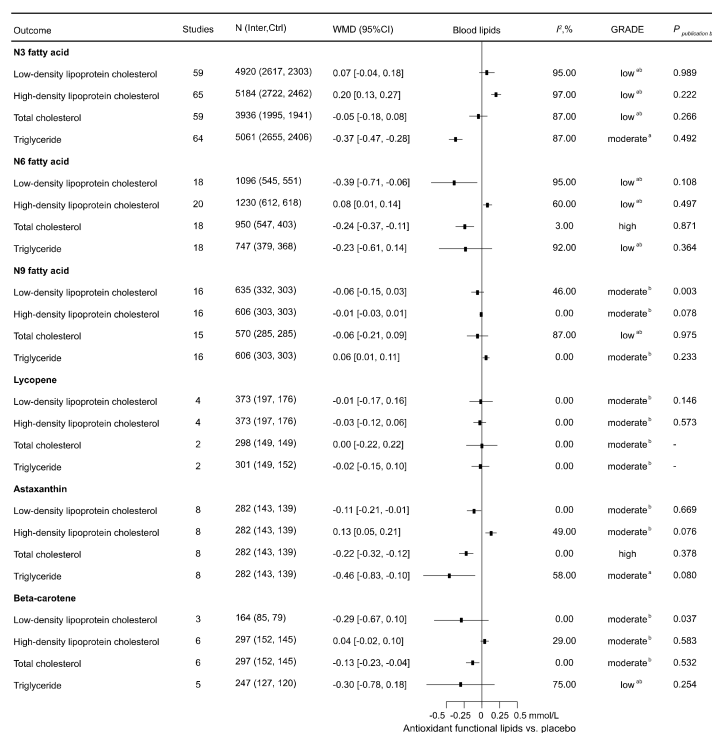 Outcome Studies N (Inter,Ctrl) WMD (95%CI) Blood lipids I²,% GRADE P publication b
N3 fatty acid
Low-density lipoprotein cholesterol 59 4920 (2617, 2303) 0.07 [-0.04, 0.18] 95.00 low ab 0.989
High-density lipoprotein cholesterol 65 5184 (2722, 2462) 0.20 [0.13, 0.27] 97.00 low ab 0.222
Total cholesterol 59 3936 (1995, 1941) -0.05 [-0.18, 0.08] 87.00 low ab 0.266
Triglyceride 64 5061 (2655, 2406) -0.37 [-0.47, -0.28] 87.00 moderate a 0.492
N6 fatty acid
Low-density lipoprotein cholesterol 18 1096 (545, 551) -0.39 [-0.71, -0.06] 95.00 low ab 0.108
High-density lipoprotein cholesterol 20 1230 (612, 618) 0.08 [0.01, 0.14] 60.00 low ab 0.497
Total cholesterol 18 950 (547, 403) -0.24 [-0.37, -0.11] 3.00 high 0.871
Triglyceride 18 747 (379, 368) -0.23 [-0.61, 0.14] 92.00 low ab 0.364
N9 fatty acid
Low-density lipoprotein cholesterol 16 635 (332, 303) -0.06 [-0.15, 0.03] 46.00 moderate b 0.003
High-density lipoprotein cholesterol 16 606 (303, 303) -0.01 [-0.03, 0.01] 0.00 moderate b 0.078
Total cholesterol 15 570 (285, 285) -0.06 [-0.21, 0.09] 87.00 low ab 0.975
Triglyceride 16 606 (303, 303) 0.06 [0.01, 0.11] 0.00 moderate b 0.233
Lycopene
Low-density lipoprotein cholesterol 4 373 (197, 176) -0.01 [-0.17, 0.16] 0.00 moderate b 0.146
High-density lipoprotein cholesterol 4 373 (197, 176) -0.03 [-0.12, 0.06] 0.00 moderate b 0.573
Total cholesterol 2 298 (149, 149) 0.00 [-0.22, 0.22] 0.00 moderate b -
Triglyceride 2 301 (149, 152) -0.02 [-0.15, 0.10] 0.00 moderate b -
Astaxanthin
Low-density lipoprotein cholesterol 8 282 (143, 139) -0.11 [-0.21, -0.01] 0.00 moderate b 0.669
High-density lipoprotein cholesterol 8 282 (143, 139) 0.13 [0.05, 0.21] 49.00 moderate b 0.076
Total cholesterol 8 282 (143, 139) -0.22 [-0.32, -0.12] 0.00 high 0.378
Triglyceride 8 282 (143, 139) -0.46 [-0.83, -0.10] 58.00 moderate a 0.080
Beta-carotene
Low-density lipoprotein cholesterol 3 164 (85, 79) -0.29 [-0.67, 0.10] 0.00 moderate b 0.037
High-density lipoprotein cholesterol 6 297 (152, 145) 0.04 [-0.02, 0.10] 29.00 moderate b 0.583
Total cholesterol 6 297 (152, 145) -0.13 [-0.23, -0.04] 0.00 moderate b 0.532
Triglyceride 5 247 (127, 120) -0.30 [-0.78, 0.18] 75.00 low ab 0.254
-0.5 -0.25 0 0.25 0.5 mmol/L
Antioxidant functional lipids vs. placebo